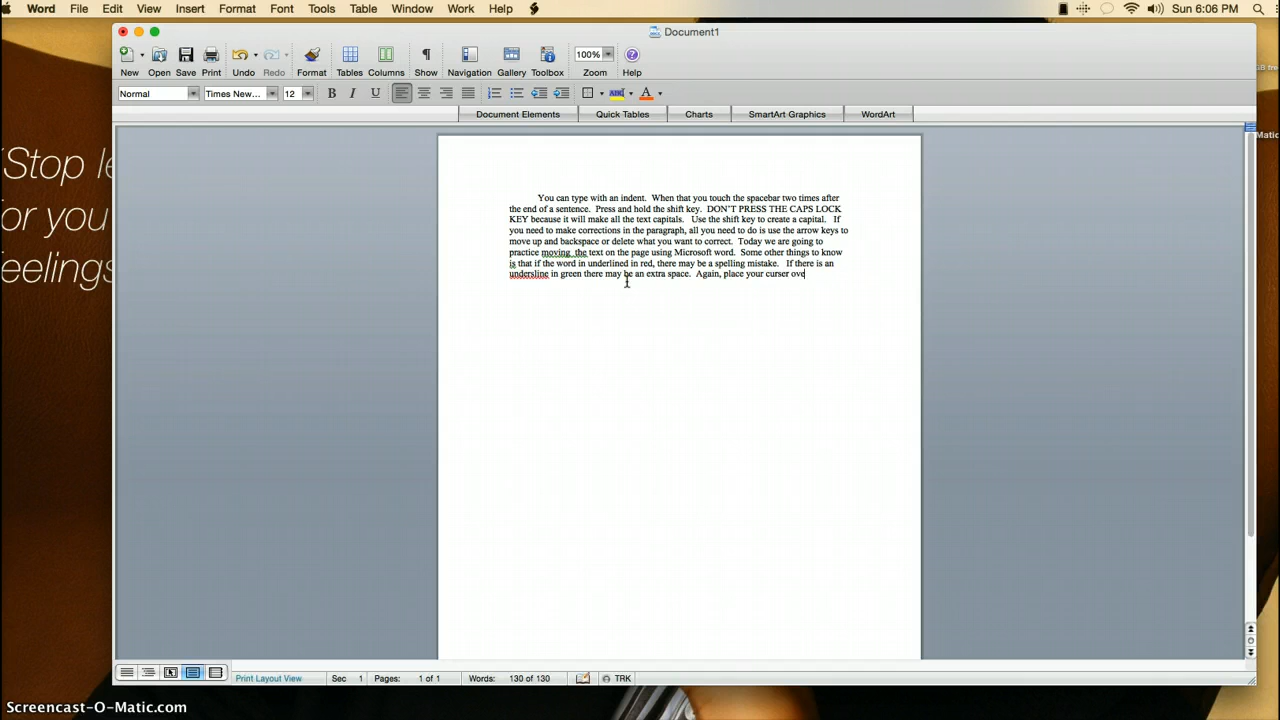 Word File Edit View Insert Format Font Tools Table Window Work Help Sun 6:06 PM
Document1
100%
New Open Save Print Undo Redo Format Tables Columns Show Navigation Gallery Toolbox Zoom Help
Normal Times New... 12 B I U ABC A
Document Elements Quick Tables Charts SmartArt Graphics WordArt
Stop
or you
eelings
Matic
You can type with an indent. When that you touch the spacebar two times after
the end of a sentence. Press and hold the shift key. DON'T PRESS THE CAPS LOCK
KEY because it will make all the text capitals. Use the shift key to create a capital. If
you need to make corrections in the paragraph, all you need to do is use the arrow keys to
move up and backspace or delete what you want to correct. Today we are going to
practice moving the text on the page using Microsoft word. Some other things to know
is that if the word in underlined in red, there may be a spelling mistake. If there is an
undersline in green there may be an extra space. Again, place your curser ove
Print Layout View Sec 1 Pages: 1 of 1 Words: 130 of 130 TRK
Screencast-O-Matic.com